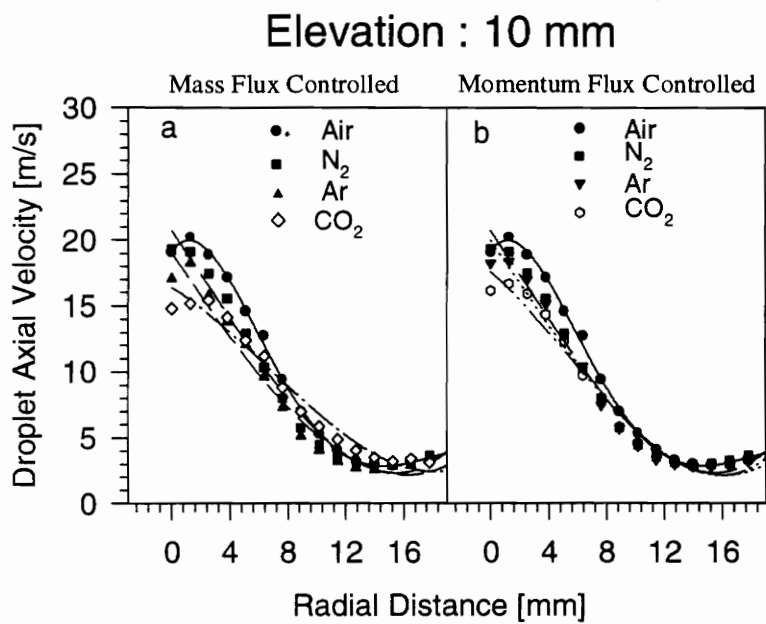 Elevation : 10 mm
Mass Flux Controlled Momentum Flux Controlled
30
25
20
15
10
5
0
Droplet Axial Velocity [m/s]
a
Air
N2
Ar
CO2
b
Air
N2
Ar
CO2
0 4 8 12 16 0 4 8 12 16
Radial Distance [mm]